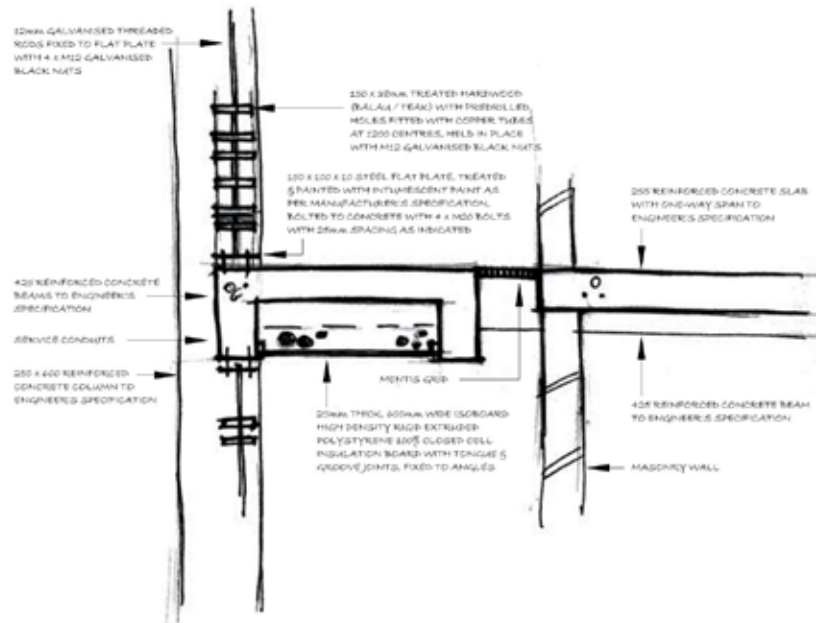 12mm GALVANISED THREADED
RODS FIXED TO FLAT PLATE
WITH 4 x M12 GALVANISED
BLACK NUTS
TREATED HARDWOOD
(BALAU / TEAK) WITH PREDRILLED
HOLES FITTED WITH COPPER TUBES
AT 1200 CENTRES, HELD IN PLACE
WITH M12 GALVANISED BLACK NUTS
150 x 100 x 10 STEEL FLAT PLATE, TREATED
& PAINTED WITH INTUMESCENT PAINT AS
PER MANUFACTURER'S SPECIFICATION,
BOLTED TO CONCRETE WITH 4 x M20 BOLTS
WITH 25mm SPACING AS INDICATED
255 REINFORCED CONCRETE SLAB
WITH ONE-WAY SPAN TO
ENGINEER'S SPECIFICATION
425 REINFORCED CONCRETE
BEAMS TO ENGINEER'S
SPECIFICATION
SERVICE CONDUITS
250 x 600 REINFORCED
CONCRETE COLUMN TO
ENGINEER'S SPECIFICATION
MENTIS GRID
25mm THICK, 600mm WIDE ISOBOARD
HIGH DENSITY RIGID EXTRUDED
POLYSTYRENE 100% CLOSED CELL
INSULATION BOARD WITH TONGUE &
GROOVE JOINTS, FIXED TO ANGLES
425 REINFORCED CONCRETE BEAM
TO ENGINEER'S SPECIFICATION
MASONRY WALL